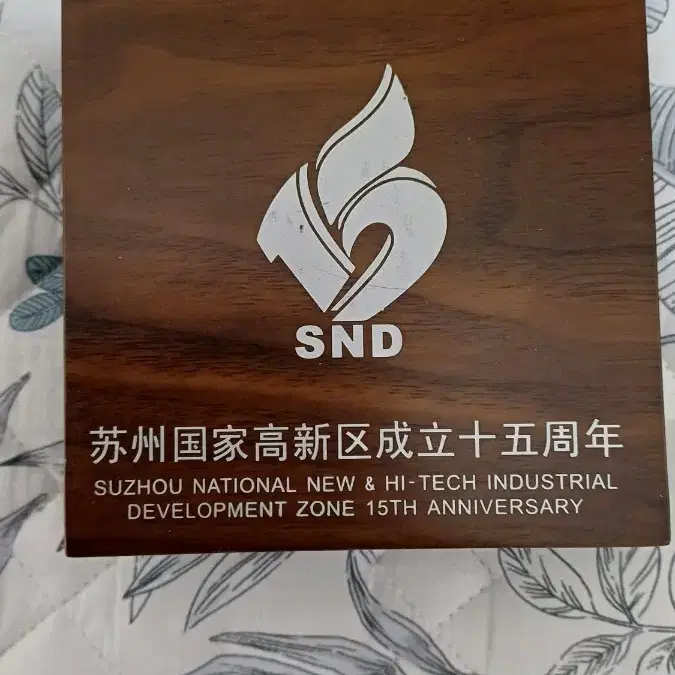 SND
苏州国家高新区成立十五周年
SUZHOU NATIONAL NEW & HI-TECH INDUSTRIAL
DEVELOPMENT ZONE 15TH ANNIVERSARY